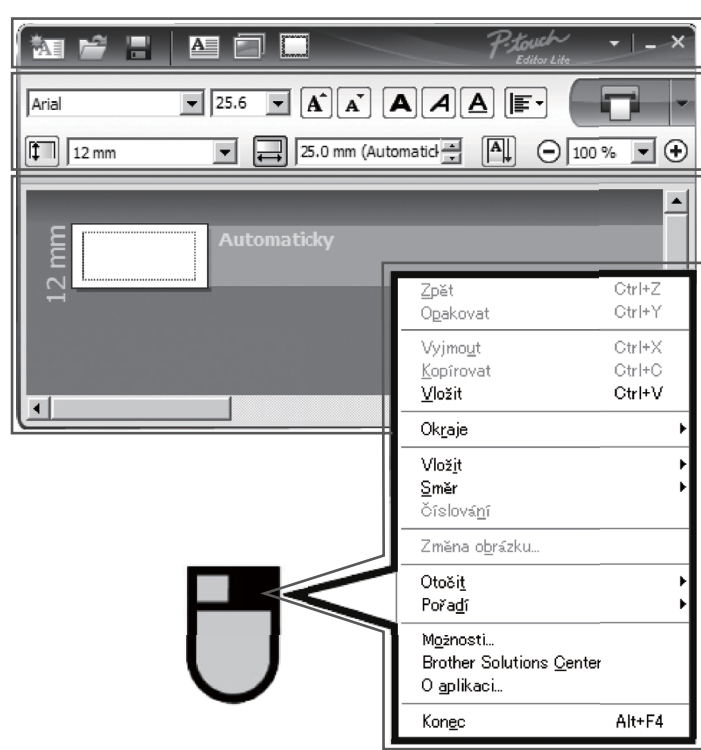 A A
P-touch
Editor Lite
Arial 25.6 A A A A A
12 mm 25.0 mm (Automatick A 100 %
12 mm
Automaticky
Zpět Ctrl+Z
Opakovat Ctrl+Y
Vyjmout Ctrl+X
Kopírovat Ctrl+C
Vložit Ctrl+V
Okraje
Vložit
Směr
Číslování
Změna obrázku...
Otočit
Pořadí
Možnosti...
Brother Solutions Center
O aplikaci...
Konec Alt+F4